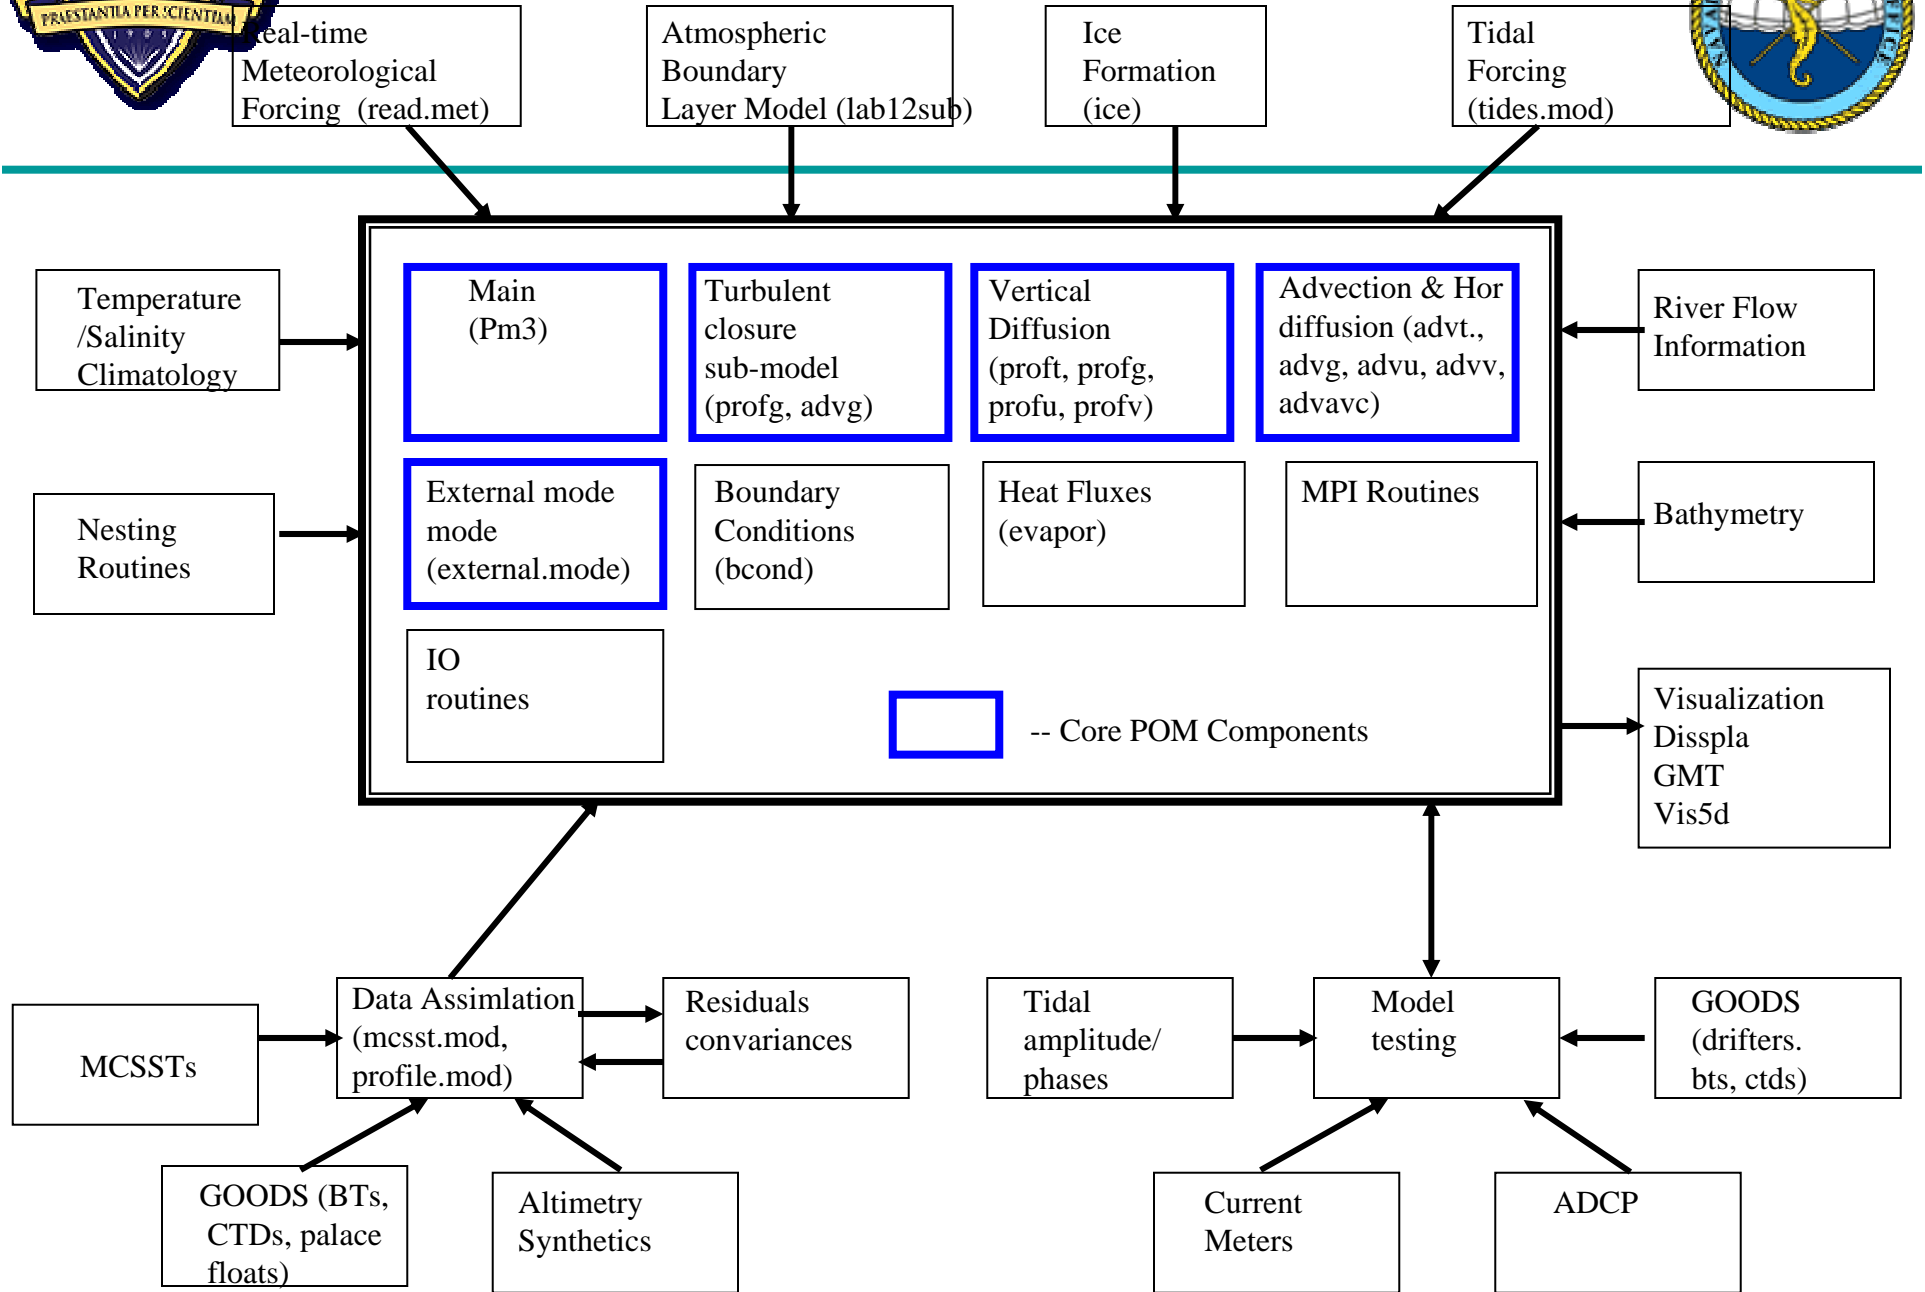 PRAESTANTIA PER SCIENTIAM
1 9 0 9
Real-time
Meteorological
Forcing (read.met)
Atmospheric
Boundary
Layer Model (lab12sub)
Ice
Formation
(ice)
Tidal
Forcing
(tides.mod)
Temperature
/Salinity
Climatology
Nesting
Routines
Main
(Pm3)
Turbulent
closure
sub-model
(profg, advg)
Vertical
Diffusion
(proft, profg,
profu, profv)
Advection & Hor
diffusion (advt.,
advg, advu, advv,
advavc)
External mode
mode
(external.mode)
Boundary
Conditions
(bcond)
Heat Fluxes
(evapor)
MPI Routines
IO
routines
-- Core POM Components
River Flow
Information
Bathymetry
Visualization
Disspla
GMT
Vis5d
MCSSTs
Data Assimlation
(mcsst.mod,
profile.mod)
Residuals
convariances
Tidal
amplitude/
phases
Model
testing
GOODS
(drifters.
bts, ctds)
GOODS (BTs,
CTDs, palace
floats)
Altimetry
Synthetics
Current
Meters
ADCP